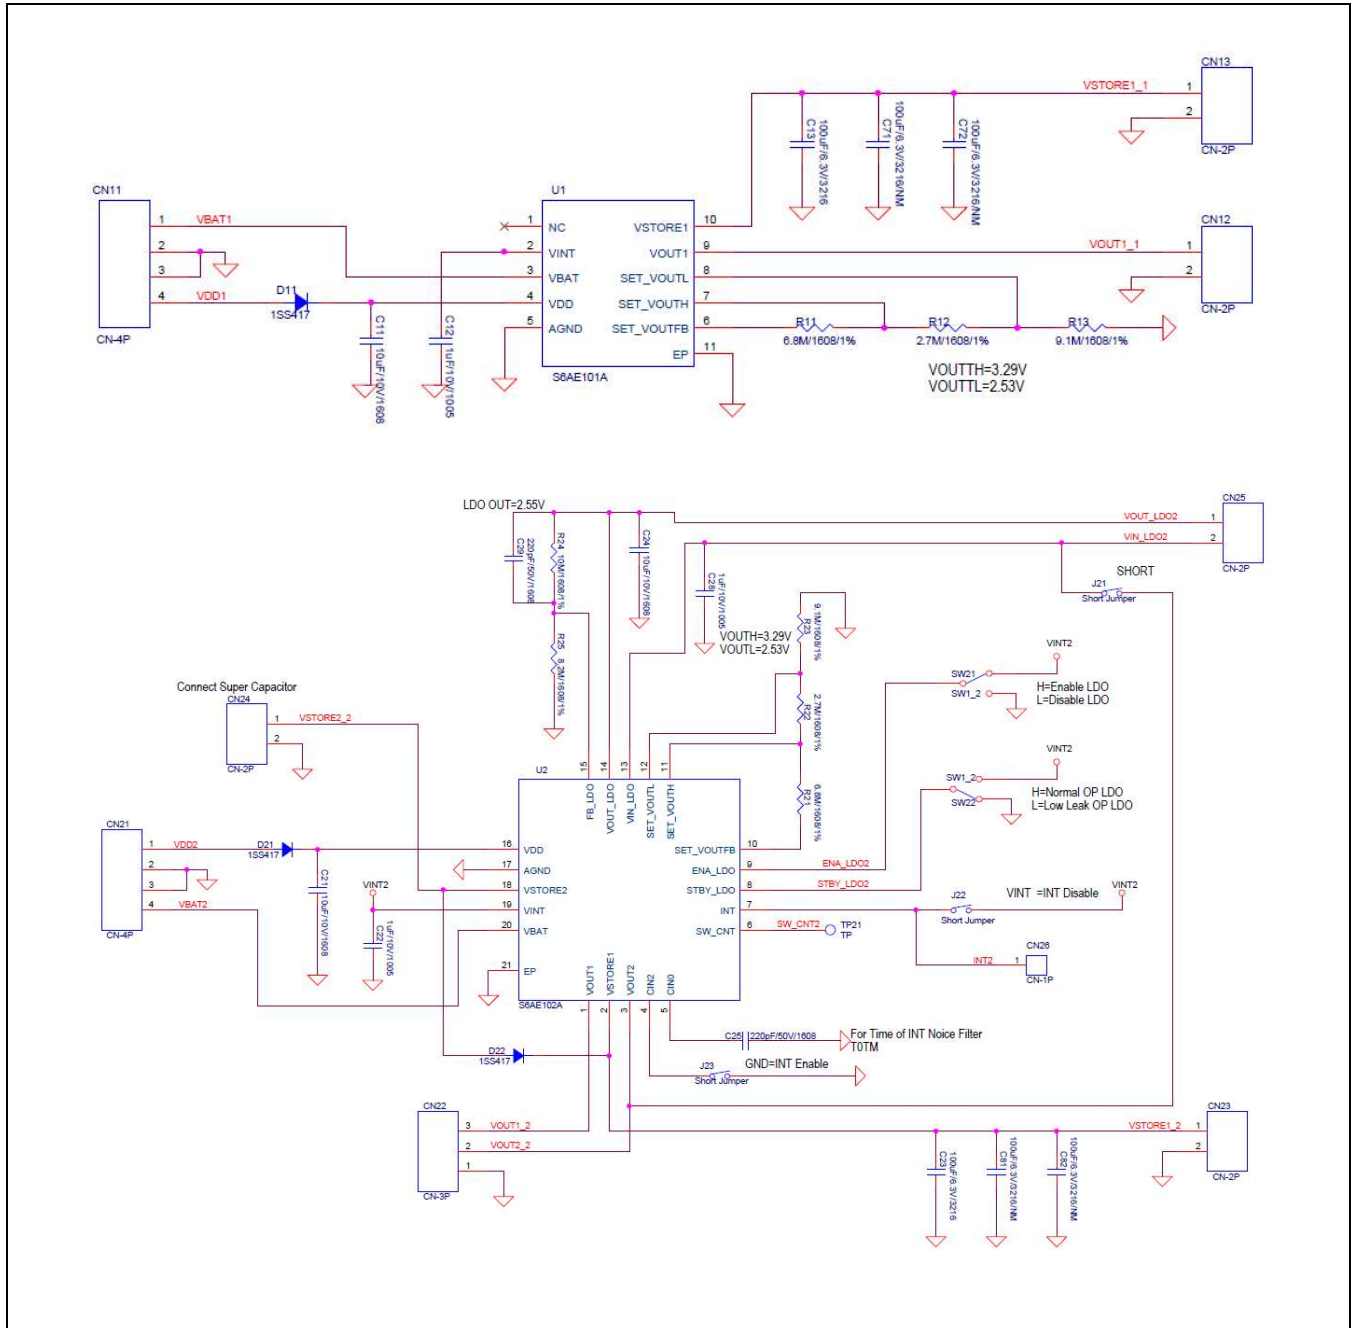 CN13
VSTORE1_1
1
2
CN-2P
C13
100uF/6.3V/3216
C71
100uF/6.3V/3216/NM
C72
100uF/6.3V/3216/NM
CN11
1
2
3
4
CN-4P
VBAT1
VDD1
D11
1SS417
C11
10uF/10V/1608
C12
1uF/10V/1005
U1
1
2
3
4
5
NC
VINT
VBAT
VDD
AGND
VSTORE1
VOUT1
SET_VOUTL
SET_VOUTH
SET_VOUTFB
EP
10
9
8
7
6
11
S6AE101A
CN12
VOUT1_1
1
2
CN-2P
R11
6.8M/1608/1%
R12
2.7M/1608/1%
R13
9.1M/1608/1%
VOUTTH=3.29V
VOUTTL=2.53V
LDO OUT=2.55V
C29
220pF/50V/1608
R24
10M/1608/1%
C24
10uF/10V/1608
R25
8.2M/1608/1%
C28
1uF/10V/1005
CN25
VOUT_LDO2
1
VIN_LDO2
2
CN-2P
SHORT
J21
Short Jumper
VOUTH=3.29V
VOUTL=2.53V
9.1M/1608/1%
R23
2.7M/1608/1%
R22
6.8M/1608/1%
R21
VINT2
SW21
SW1_2
H=Enable LDO
L=Disable LDO
VINT2
SW1_2
SW22
H=Normal OP LDO
L=Low Leak OP LDO
Connect Super Capacitor
CN24
1
2
CN-2P
VSTORE2_2
CN21
1
2
3
4
CN-4P
VDD2
VBAT2
D21
1SS417
C21
10uF/10V/1608
VINT2
C22
1uF/10V/1005
U2
15
14
13
12
11
FB_LDO
VOUT_LDO
VIN_LDO
SET_VOUTL
SET_VOUTH
16
17
18
19
20
21
VDD
AGND
VSTORE2
VINT
VBAT
EP
SET_VOUTFB
ENA_LDO
STBY_LDO
INT
SW_CNT
10
9
8
7
6
VOUT1
VSTORE1
VOUT2
CIN2
CIN0
1
2
3
4
5
S6AE102A
ENA_LDO2
STBY_LDO2
J22
Short Jumper
VINT =INT Disable
VINT2
SW_CNT2
TP21
TP
INT2
1
CN26
CN-1P
D22
1SS417
C25
220pF/50V/1608
For Time of INT Noice Filter
T0TM
J23
Short Jumper
GND=INT Enable
CN22
3
2
1
CN-3P
VOUT1_2
VOUT2_2
CN23
VSTORE1_2
1
2
CN-2P
C23
100uF/6.3V/3216
C81
100uF/6.3V/3216/NM
C82
100uF/6.3V/3216/NM